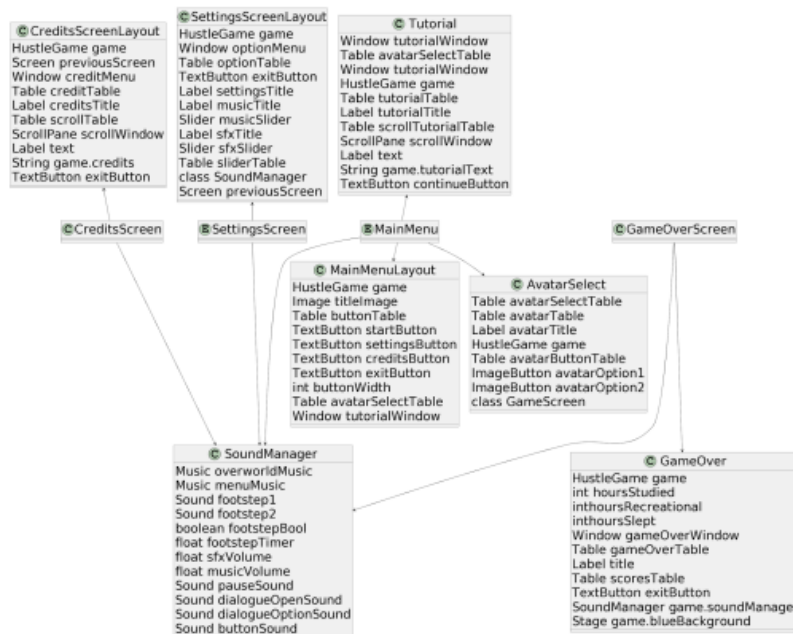 C CreditsScreenLayout
HustleGame game
Screen previousScreen
Window creditMenu
Table creditTable
Label creditsTitle
Table scrollTable
ScrollPane scrollWindow
Label text
String game.credits
TextButton exitButton
C SettingsScreenLayout
HustleGame game
Window optionMenu
Table optionTable
TextButton exitButton
Label settingsTitle
Label musicTitle
Slider musicSlider
Label sfxTitle
Slider sfxSlider
Table sliderTable
class SoundManager
Screen previousScreen
C Tutorial
Window tutorialWindow
Table avatarSelectTable
Window tutorialWindow
HustleGame game
Table tutorialTable
Label tutorialTitle
Table scrollTutorialTable
ScrollPane scrollWindow
Label text
String game.tutorialText
TextButton continueButton
C CreditsScreen
SettingsScreen
MainMenu
C GameOverScreen
C MainMenuLayout
HustleGame game
Image titleImage
Table buttonTable
TextButton startButton
TextButton settingsButton
TextButton creditsButton
TextButton exitButton
int buttonWidth
Table avatarSelectTable
Window tutorialWindow
C AvatarSelect
Table avatarSelectTable
Table avatarTable
Label avatarTitle
HustleGame game
Table avatarButtonTable
ImageButton avatarOption1
ImageButton avatarOption2
class GameScreen
C SoundManager
Music overworldMusic
Music menuMusic
Sound footstep1
Sound footstep2
boolean footstepBool
float footstepTimer
float sfxVolume
float musicVolume
Sound pauseSound
Sound dialogueOpenSound
Sound dialogueOptionSound
Sound buttonSound
C GameOver
HustleGame game
int hoursStudied
inthoursRecreational
inthoursSlept
Window gameOverWindow
Table gameOverTable
Label title
Table scoresTable
TextButton exitButton
SoundManager game.soundManage
Stage game.blueBackground